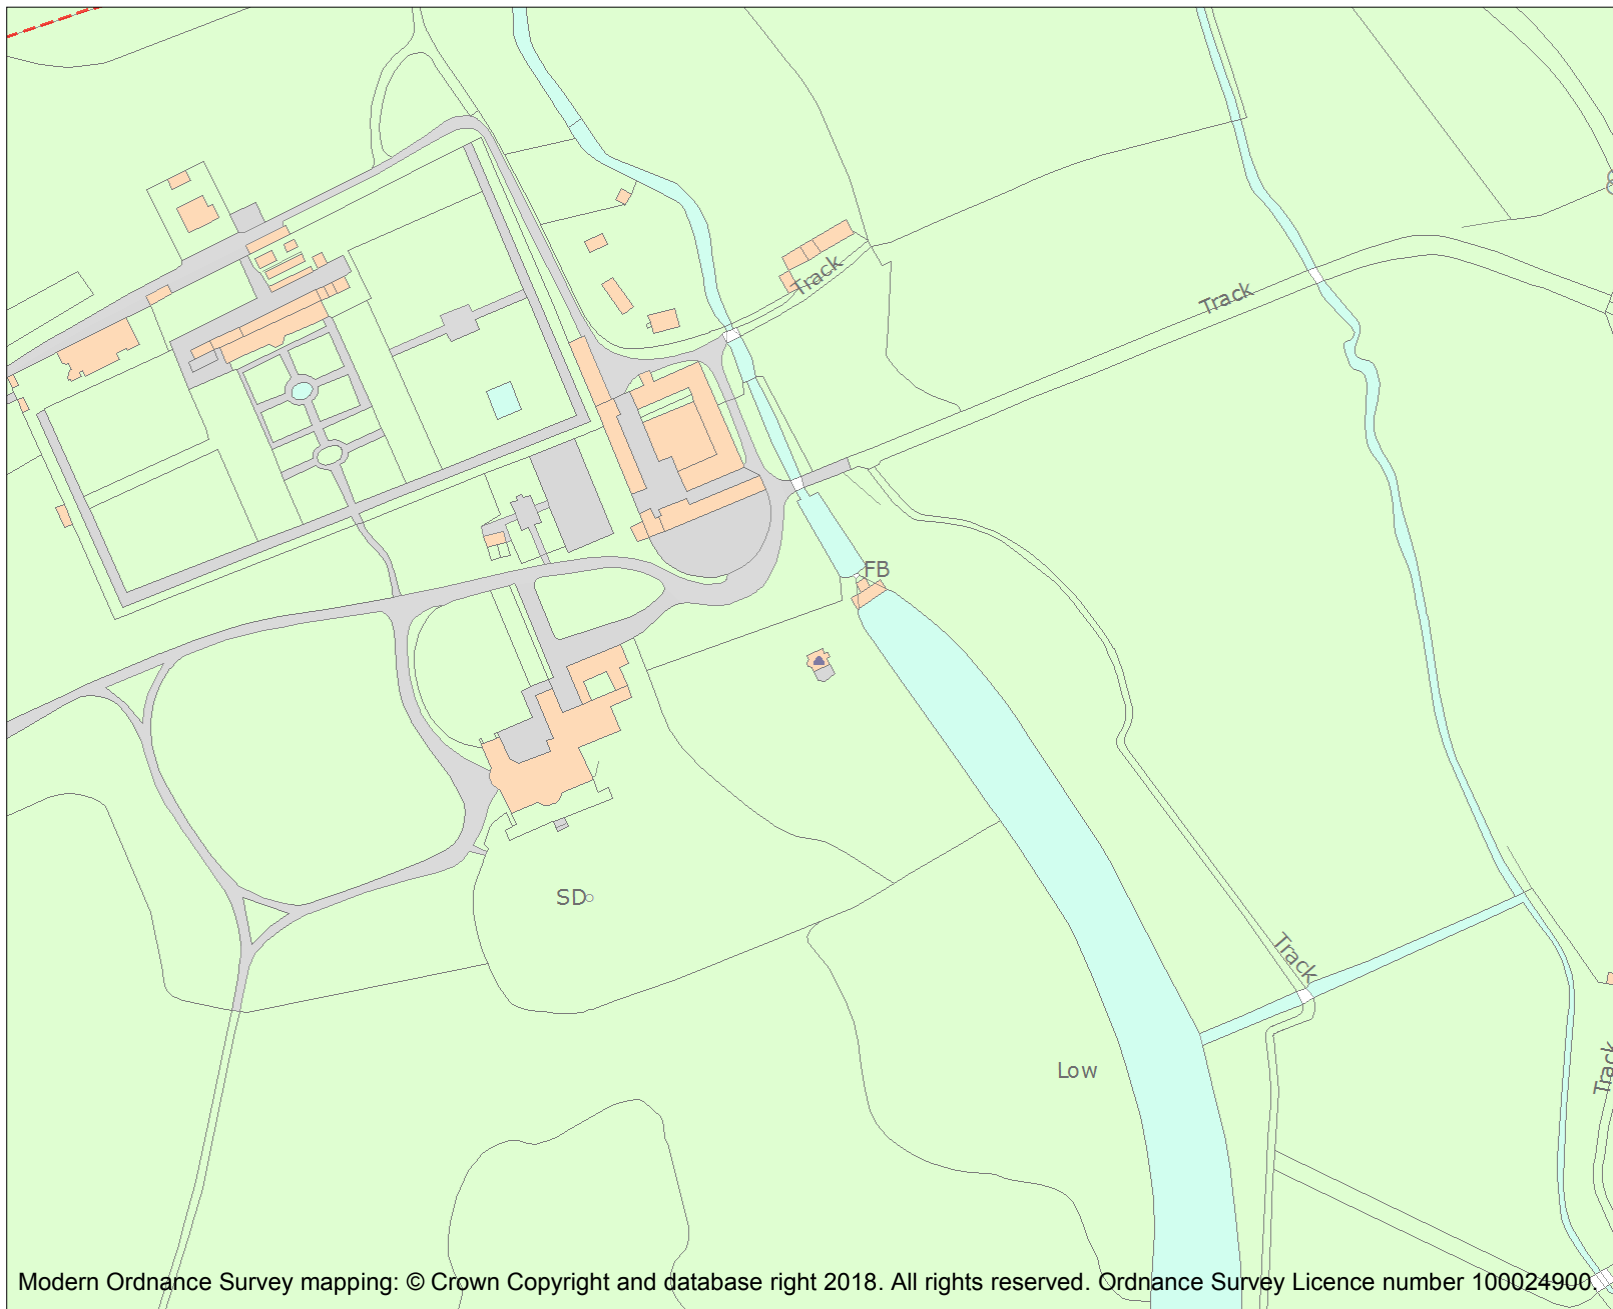 Track
Track
FB
SD
Track
Low
Track
Modern Ordnance Survey mapping: © Crown Copyright and database right 2018. All rights reserved. Ordnance Survey Licence number 100024900.